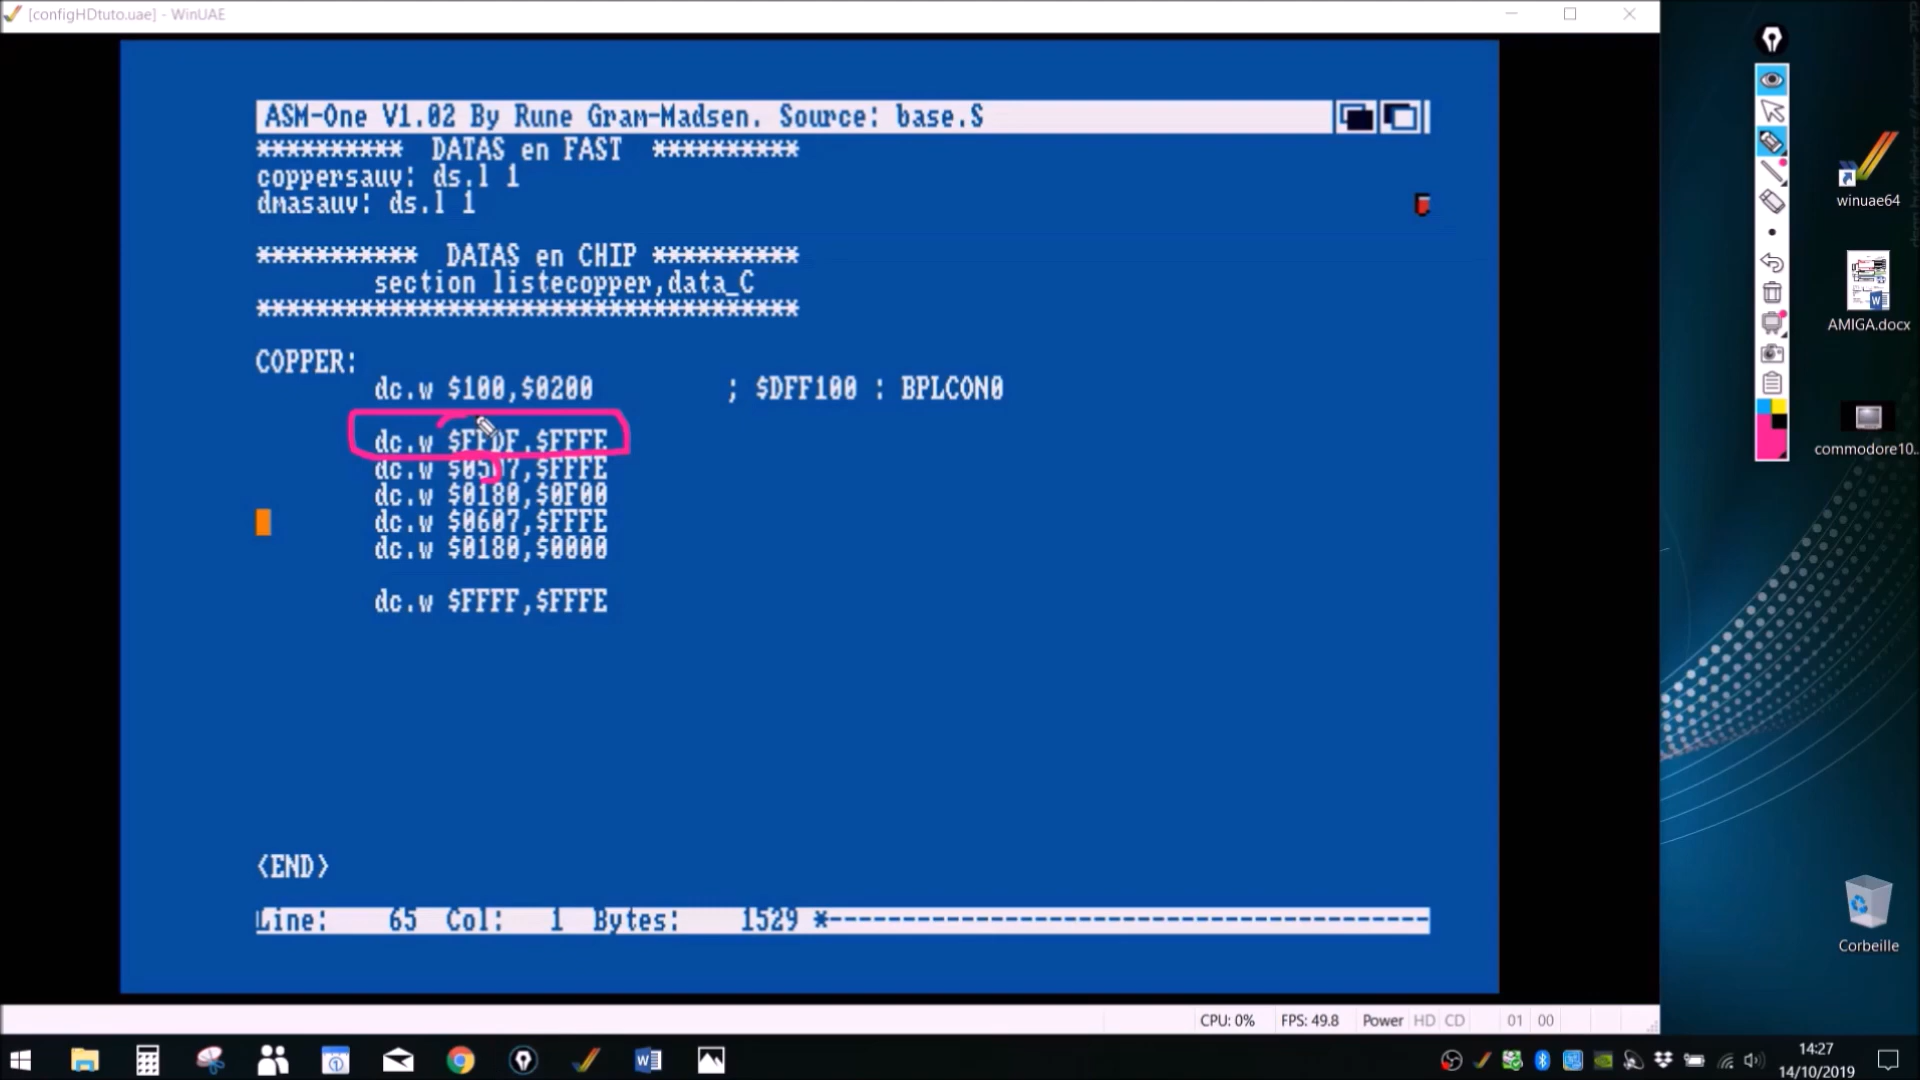 [configHDtuto.uae] - WinUAE
ASM-One V1.02 By Rune Gram-Madsen. Source: base.S
********** DATAS en FAST **********
coppersauv: ds.l 1
dmasauv: ds.l 1
*********** DATAS en CHIP **********
section listecopper,data_C
*************************************
COPPER:
dc.w $100,$0200 ; $DFF100 : BPLCON0
dc.w $FFDF,$FFFE
dc.w $0507,$FFFE
dc.w $0180,$0F00
dc.w $0607,$FFFE
dc.w $0180,$0000
dc.w $FFFF,$FFFE
<END>
Line: 65 Col: 1 Bytes: 1529 *-----------------------------------------
CPU: 0% FPS: 49.8 Power HD CD 01 00
winuae64
AMIGA.docx
commodore10...
Corbeille
14:27
14/10/2019